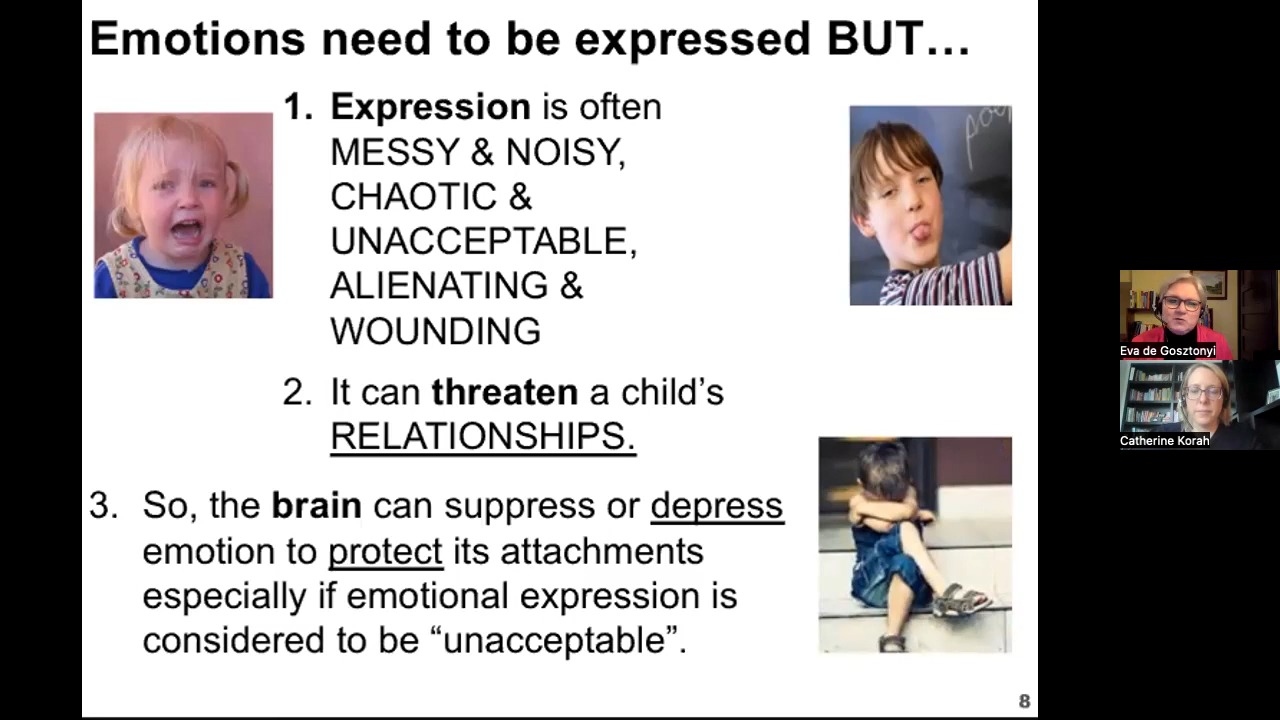 Emotions need to be expressed BUT…
1. Expression is often
MESSY & NOISY,
CHAOTIC &
UNACCEPTABLE,
ALIENATING &
WOUNDING
2. It can threaten a child’s
RELATIONSHIPS.
3. So, the brain can suppress or depress
emotion to protect its attachments
especially if emotional expression is
considered to be “unacceptable”.
8
Eva de Gosztonyi
Catherine Korah